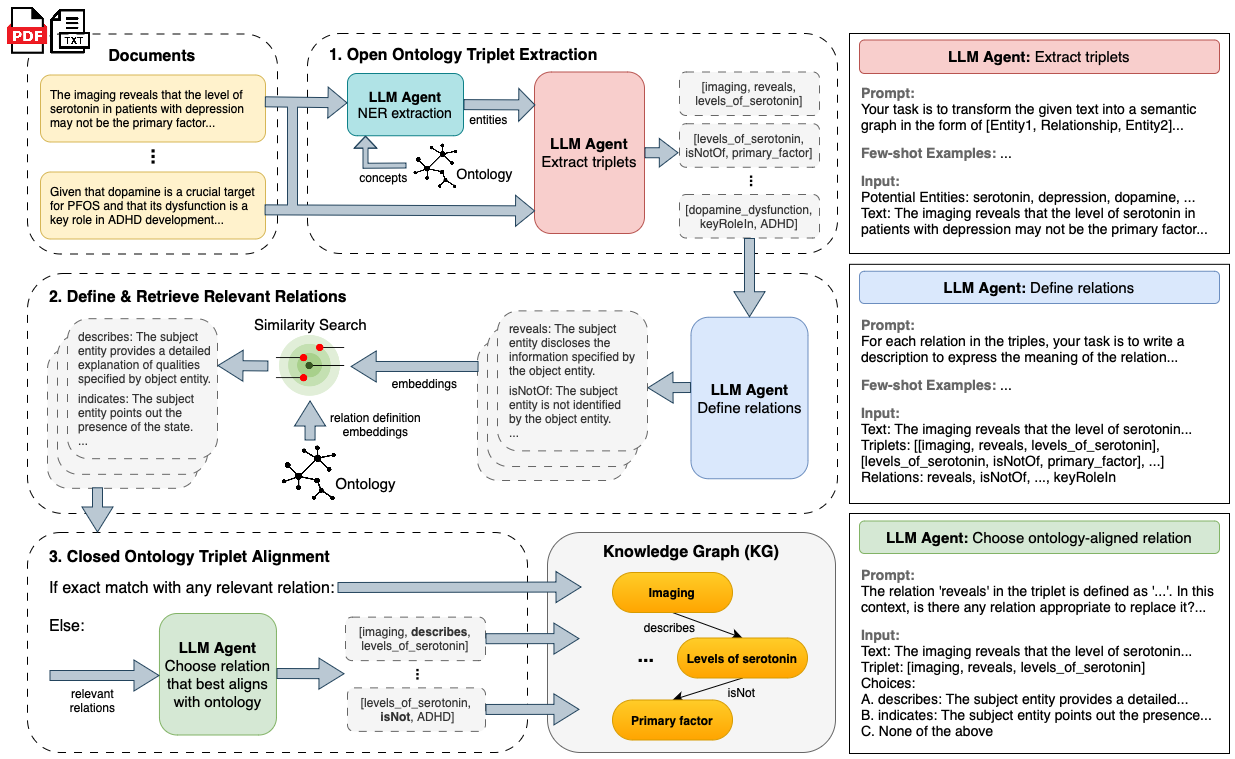 PDF
TXT
Documents
The imaging reveals that the level of
serotonin in patients with depression
may not be the primary factor...
Given that dopamine is a crucial target
for PFOS and that its dysfunction is a
key role in ADHD development...
1. Open Ontology Triplet Extraction
LLM Agent
NER extraction
entities
concepts
Ontology
LLM Agent
Extract triplets
[imaging, reveals,
levels_of_serotonin]
[levels_of_serotonin,
isNotOf, primary_factor]
[dopamine_dysfunction,
keyRoleIn, ADHD]
2. Define & Retrieve Relevant Relations
describes: The subject
entity provides a detailed
explanation of qualities
specified by object entity.
indicates: The subject
entity points out the
presence of the state.
...
Similarity Search
embeddings
relation definition
embeddings
Ontology
reveals: The subject
entity discloses the
information specified by
the object entity.
isNotOf: The subject
entity is not identified
by the object entity.
...
LLM Agent
Define relations
3. Closed Ontology Triplet Alignment
If exact match with any relevant relation:
Else:
relevant
relations
LLM Agent
Choose relation
that best aligns
with ontology
[imaging, describes,
levels_of_serotonin]
[levels_of_serotonin,
isNot, ADHD]
Knowledge Graph (KG)
Imaging
describes
...
Levels of serotonin
isNot
Primary factor
LLM Agent: Extract triplets
Prompt:
Your task is to transform the given text into a semantic
graph in the form of [Entity1, Relationship, Entity2]...
Few-shot Examples: ...
Input:
Potential Entities: serotonin, depression, dopamine, ...
Text: The imaging reveals that the level of serotonin in
patients with depression may not be the primary factor...
LLM Agent: Define relations
Prompt:
For each relation in the triples, your task is to write a
description to express the meaning of the relation...
Few-shot Examples: ...
Input:
Text: The imaging reveals that the level of serotonin...
Triplets: [[imaging, reveals, levels_of_serotonin],
[levels_of_serotonin, isNotOf, primary_factor], ...]
Relations: reveals, isNotOf, ..., keyRoleIn
LLM Agent: Choose ontology-aligned relation
Prompt:
The relation 'reveals' in the triplet is defined as '...'. In this
context, is there any relation appropriate to replace it?...
Input:
Text: The imaging reveals that the level of serotonin...
Triplet: [imaging, reveals, levels_of_serotonin]
Choices:
A. describes: The subject entity provides a detailed...
B. indicates: The subject entity points out the presence...
C. None of the above